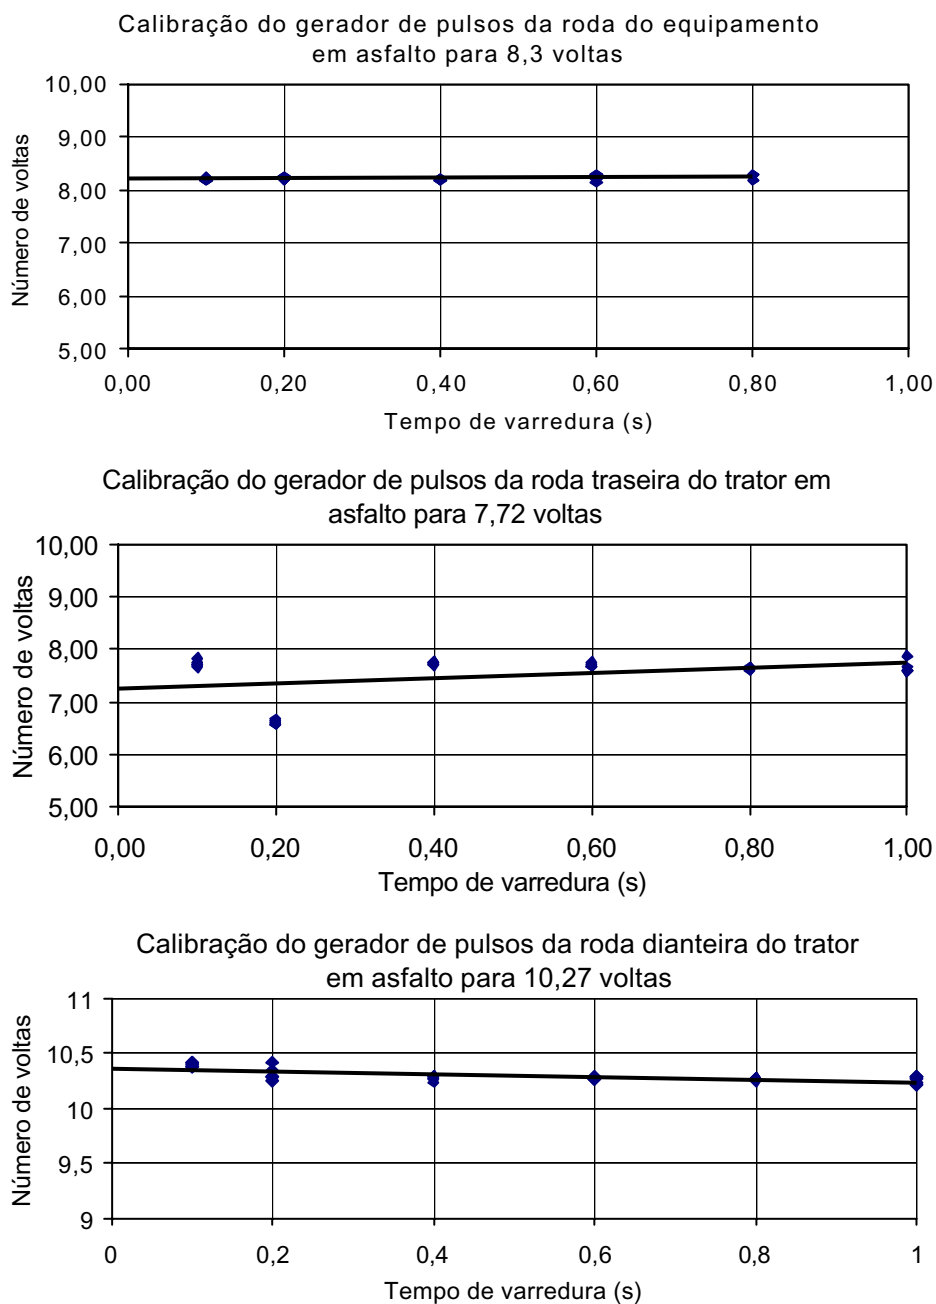 Calibração do gerador de pulsos da roda do equipamento
em asfalto para 8,3 voltas
10,00
9,00
8,00
7,00
6,00
5,00
Número de voltas
0,00 0,20 0,40 0,60 0,80 1,00
Tempo de varredura (s)
Calibração do gerador de pulsos da roda traseira do trator em
asfalto para 7,72 voltas
10,00
9,00
8,00
7,00
6,00
5,00
Número de voltas
0,00 0,20 0,40 0,60 0,80 1,00
Tempo de varredura (s)
Calibração do gerador de pulsos da roda dianteira do trator
em asfalto para 10,27 voltas
11
10,5
10
9,5
9
Número de voltas
0 0,2 0,4 0,6 0,8 1
Tempo de varredura (s)